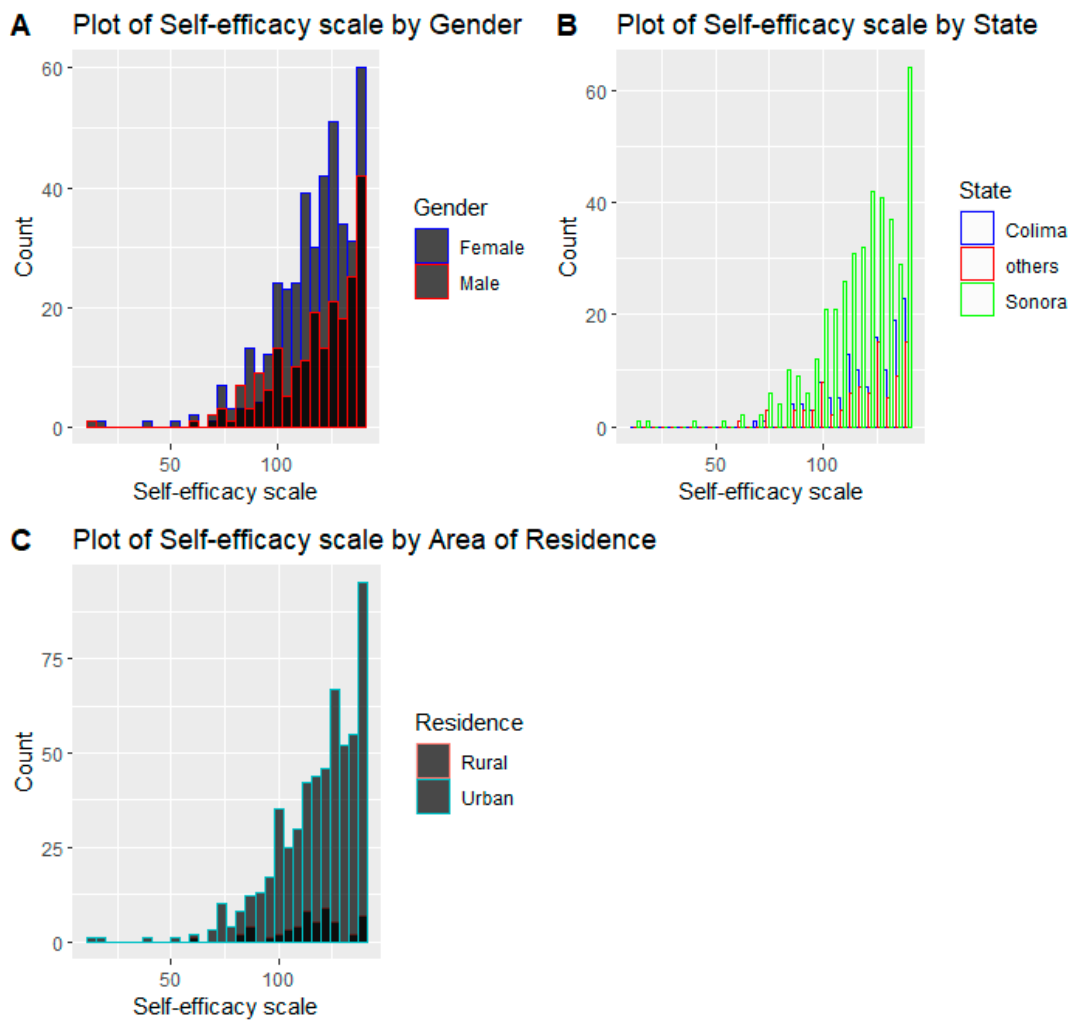 A Plot of Self-efficacy scale by Gender
60
40
20
0
Count
50 100
Self-efficacy scale
Gender
Female
Male
B Plot of Self-efficacy scale by State
60
40
20
0
Count
50 100
Self-efficacy scale
State
Colima
others
Sonora
C Plot of Self-efficacy scale by Area of Residence
75
50
25
0
Count
50 100
Self-efficacy scale
Residence
Rural
Urban